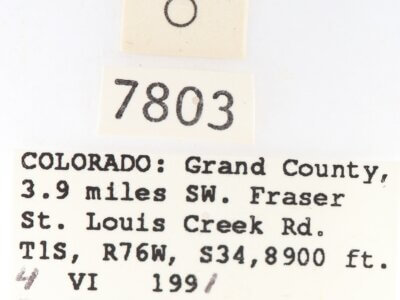 7803
COLORADO: Grand County,
3.9 miles SW. Fraser
St. Louis Creek Rd.
T1S, R76W, S34,8900 ft.
4 VI 1991